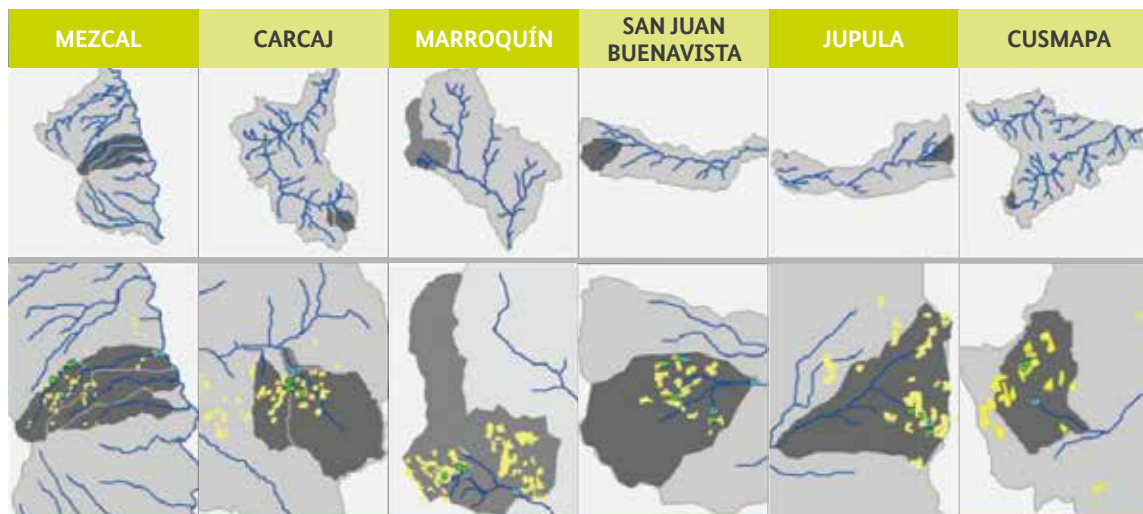 MEZCAL
CARCAJ
MARROQUÍN
SAN JUAN
BUENAVISTA
JUPULA
CUSMAPA